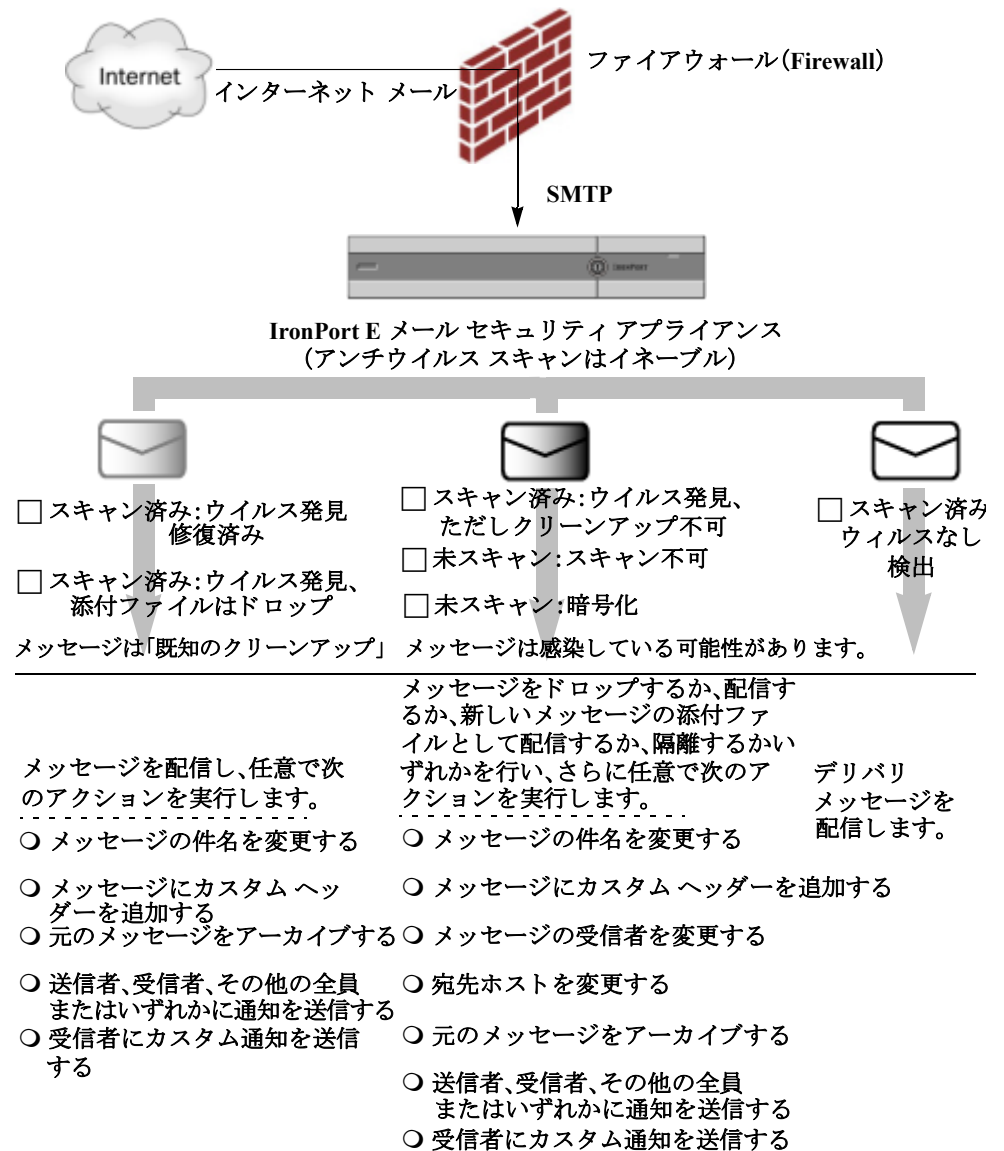 Internet
インターネット メール
ファイアウォール（Firewall）
SMTP
IRONPORT
IronPort E メール セキュリティ アプライアンス
（アンチウイルス スキャンはイネーブル）
スキャン済み：ウイルス発見
修復済み
スキャン済み：ウイルス発見、
添付ファイルはドロップ
メッセージは「既知のクリーンアップ」
スキャン済み：ウイルス発見、
ただしクリーンアップ不可
未スキャン：スキャン不可
未スキャン：暗号化
メッセージは感染している可能性があります。
スキャン済み
ウィルスなし
検出
メッセージを配信し、任意で次
のアクションを実行します。
メッセージの件名を変更する
メッセージにカスタム ヘッ
ダーを追加する
元のメッセージをアーカイブする
送信者、受信者、その他の全員
またはいずれかに通知を送信する
受信者にカスタム通知を送信
する
メッセージをドロップするか、配信す
るか、新しいメッセージの添付ファ
イルとして配信するか、隔離するかい
ずれかを行い、さらに任意で次のア
クションを実行します。
メッセージの件名を変更する
メッセージにカスタム ヘッダーを追加する
メッセージの受信者を変更する
宛先ホストを変更する
元のメッセージをアーカイブする
送信者、受信者、その他の全員
またはいずれかに通知を送信する
受信者にカスタム通知を送信する
デリバリ
メッセージを
配信します。